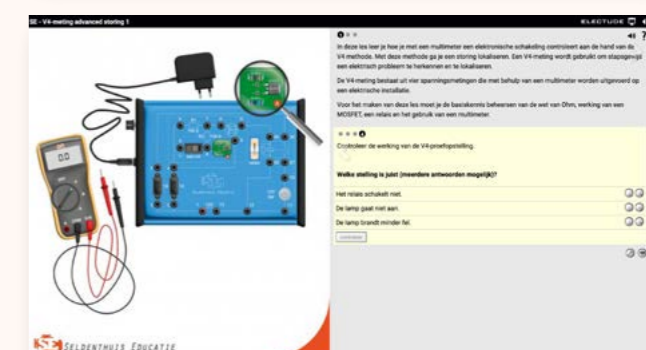 SE - V4-meting advanced storing 1
ELECTUDE
In deze les leer je hoe je met een multimeter een elektronische schakeling controleert aan de hand van de
V4 methode. Met deze methode ga je een storing lokaliseren. Een V4-meting wordt gebruikt om stapsgewijs
een elektrisch probleem te herkennen en te lokaliseren.
De V4-meting bestaat uit vier spanningsmetingen die met behulp van een multimeter worden uitgevoerd op
een elektrische installatie.
Voor het maken van deze les moet je de basiskennis beheersen van de wet van Ohm, werking van een
MOSFET, een relais en het gebruik van een multimeter.
Controleer de werking van de V4-proefopstelling.
Welke stelling is juist (meerdere antwoorden mogelijk)?
Het relais schakelt niet.
De lamp gaat niet aan.
De lamp brandt minder fel.
0.0
SELDENTHUIS EDUCATIE